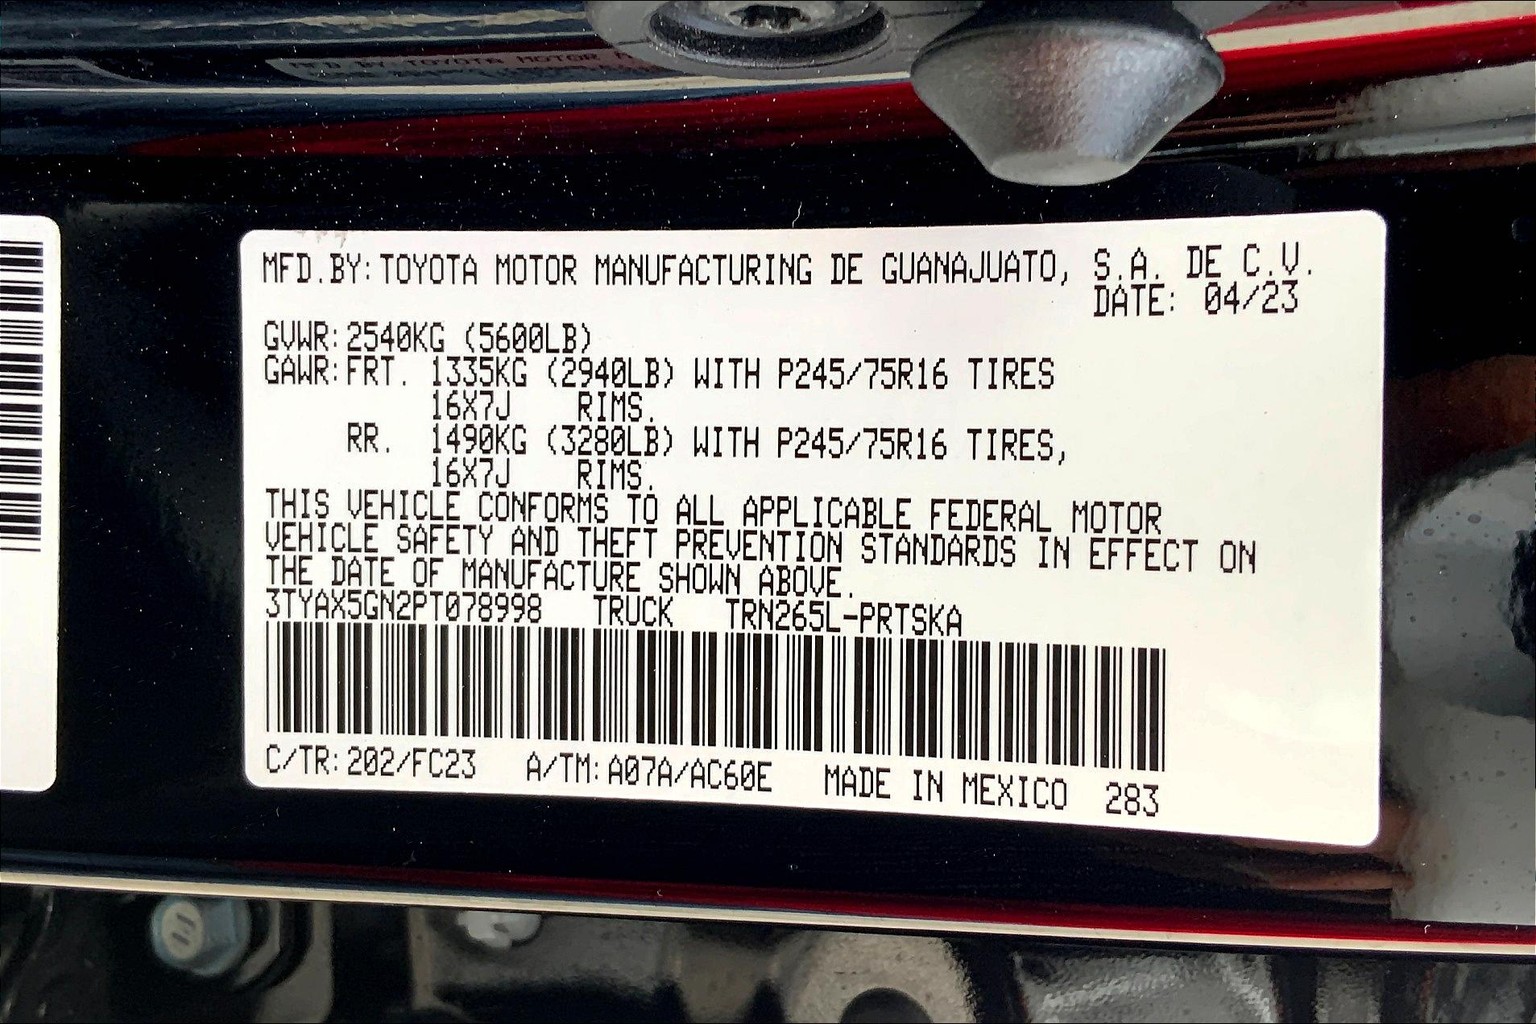 MFD.BY:TOYOTA MOTOR MANUFACTURING DE GUANAJUATO, S.A. DE C.V.
DATE: 04/23
GVWR:2540KG (5600LB)
GAWR:FRT. 1335KG (2940LB) WITH P245/75R16 TIRES
16X7J RIMS.
RR. 1490KG (3280LB) WITH P245/75R16 TIRES,
16X7J RIMS.
THIS VEHICLE CONFORMS TO ALL APPLICABLE FEDERAL MOTOR
VEHICLE SAFETY AND THEFT PREVENTION STANDARDS IN EFFECT ON
THE DATE OF MANUFACTURE SHOWN ABOVE.
3TYAX5GN2PT078998 TRUCK TRN265L-PRTSKA
C/TR:202/FC23 A/TM:A07A/AC60E MADE IN MEXICO 283